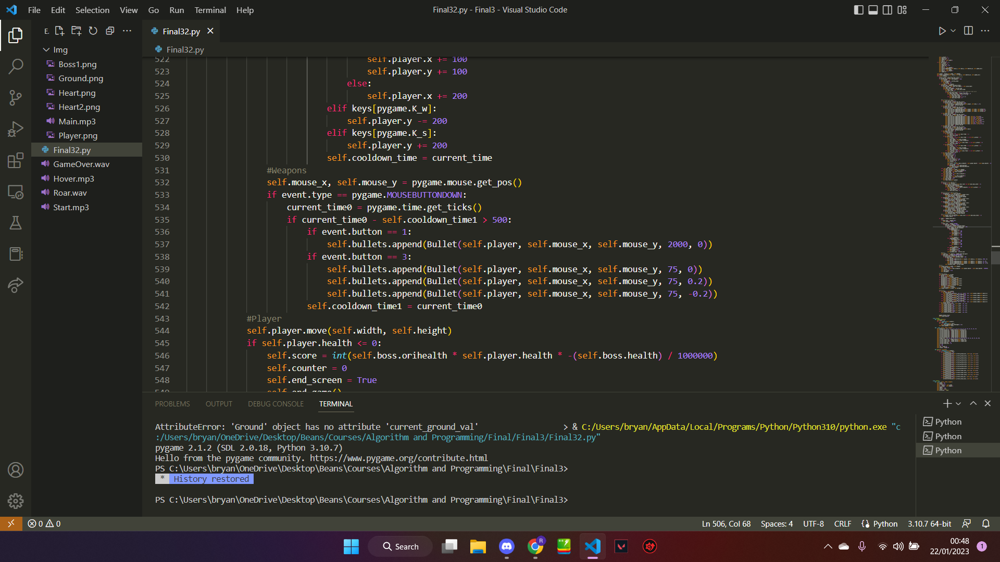 File Edit Selection View Go Run Terminal Help
Final32.py - Final3 - Visual Studio Code
E.
Img
Boss1.png
Ground.png
Heart.png
Heart2.png
Main.mp3
Player.png
Final32.py
GameOver.wav
Hover.mp3
Roar.wav
Start.mp3
Final32.py
Final32.py
522 self.player.x += 100
523 self.player.y += 100
524 else:
525 self.player.x += 200
526 elif keys[pygame.K_w]:
527 self.player.y -= 200
528 elif keys[pygame.K_s]:
529 self.player.y += 200
530 self.cooldown_time = current_time
531 #Weapons
532 self.mouse_x, self.mouse_y = pygame.mouse.get_pos()
533 if event.type == pygame.MOUSEBUTTONDOWN:
534 current_time0 = pygame.time.get_ticks()
535 if current_time0 - self.cooldown_time1 > 500:
536 if event.button == 1:
537 self.bullets.append(Bullet(self.player, self.mouse_x, self.mouse_y, 2000, 0))
538 if event.button == 3:
539 self.bullets.append(Bullet(self.player, self.mouse_x, self.mouse_y, 75, 0))
540 self.bullets.append(Bullet(self.player, self.mouse_x, self.mouse_y, 75, 0.2))
541 self.bullets.append(Bullet(self.player, self.mouse_x, self.mouse_y, 75, -0.2))
542 self.cooldown_time1 = current_time0
543 #Player
544 self.player.move(self.width, self.height)
545 if self.player.health <= 0:
546 self.score = int(self.boss.orihealth * self.player.health * -(self.boss.health) / 1000000)
547 self.counter = 0
548 self.end_screen = True
549 self.end_game()
PROBLEMS OUTPUT DEBUG CONSOLE TERMINAL
AttributeError: 'Ground' object has no attribute 'current_ground_val' > & C:/Users/bryan/AppData/Local/Programs/Python/Python310/python.exe "c
:/Users/bryan/OneDrive/Desktop/Beans/Courses/Algorithm and Programming/Final/Final3/Final32.py"
pygame 2.1.2 (SDL 2.0.18, Python 3.10.7)
Hello from the pygame community. https://www.pygame.org/contribute.html
PS C:\Users\bryan\OneDrive\Desktop\Beans\Courses\Algorithm and Programming\Final\Final3>
* History restored
PS C:\Users\bryan\OneDrive\Desktop\Beans\Courses\Algorithm and Programming\Final\Final3>
Python
Python
Python
0 0
Ln 506, Col 68 Spaces: 4 UTF-8 CRLF Python 3.10.7 64-bit
Search
R
00:48
22/01/2023
1